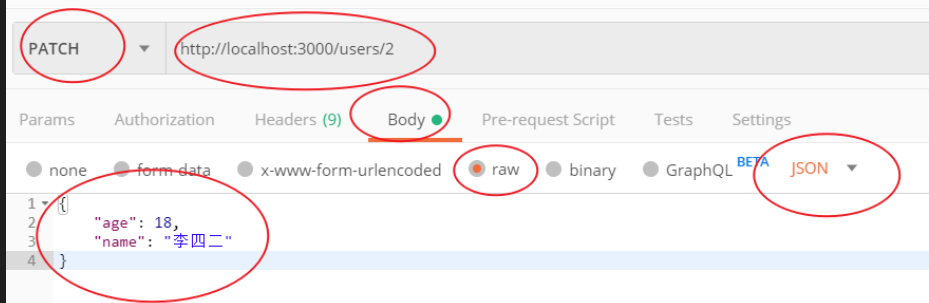 PATCH http://localhost:3000/users/2
Params Authorization Headers (9) Body Pre-request Script Tests Settings
none form-data x-www-form-urlencoded raw binary GraphQL BETA JSON
1 {
2 "age": 18,
3 "name": "李四二"
4 }